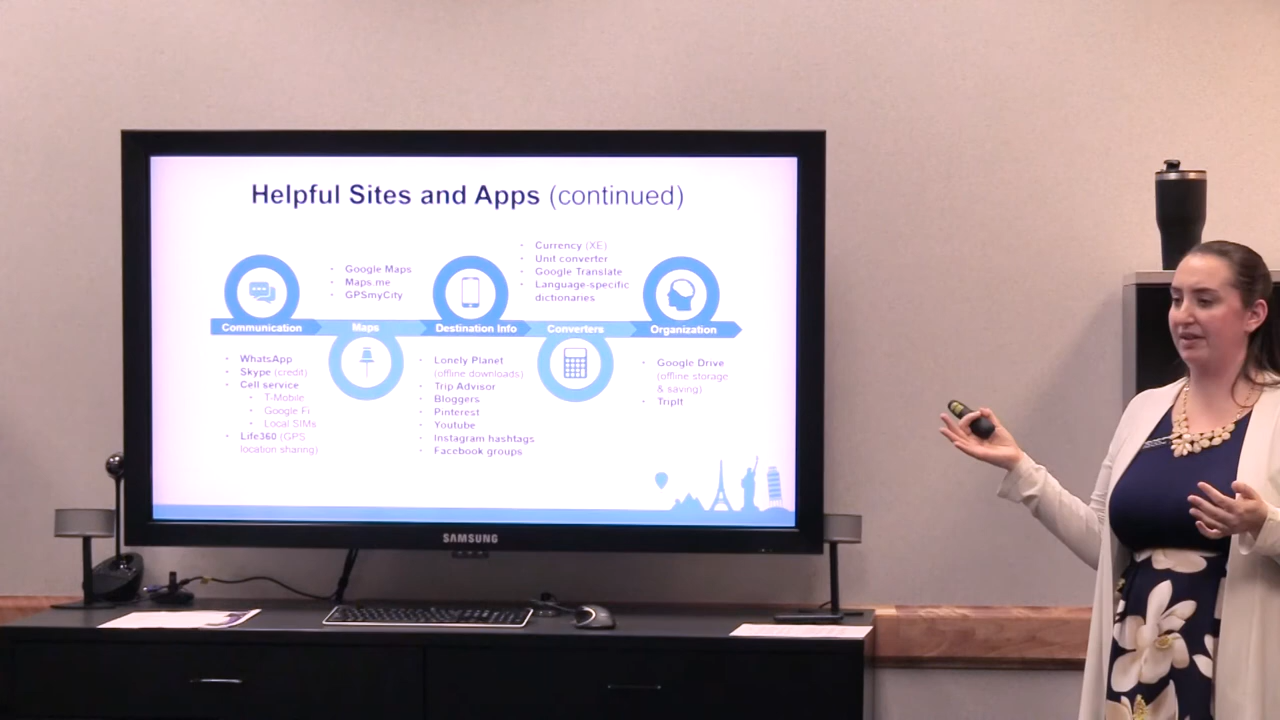 Helpful Sites and Apps (continued)
Communication
• WhatsApp
• Skype (credit)
• Cell service
• T-Mobile
• Google Fi
• Local SIMs
• Life360 (GPS
location sharing)
• Google Maps
• Maps.me
• GPSmyCity
Maps
Destination Info
• Lonely Planet
(offline downloads)
• Trip Advisor
• Bloggers
• Pinterest
• Youtube
• Instagram hashtags
• Facebook groups
• Currency (XE)
• Unit converter
• Google Translate
• Language-specific
dictionaries
Converters
Organization
• Google Drive
(offline storage
& saving)
• TripIt
SAMSUNG